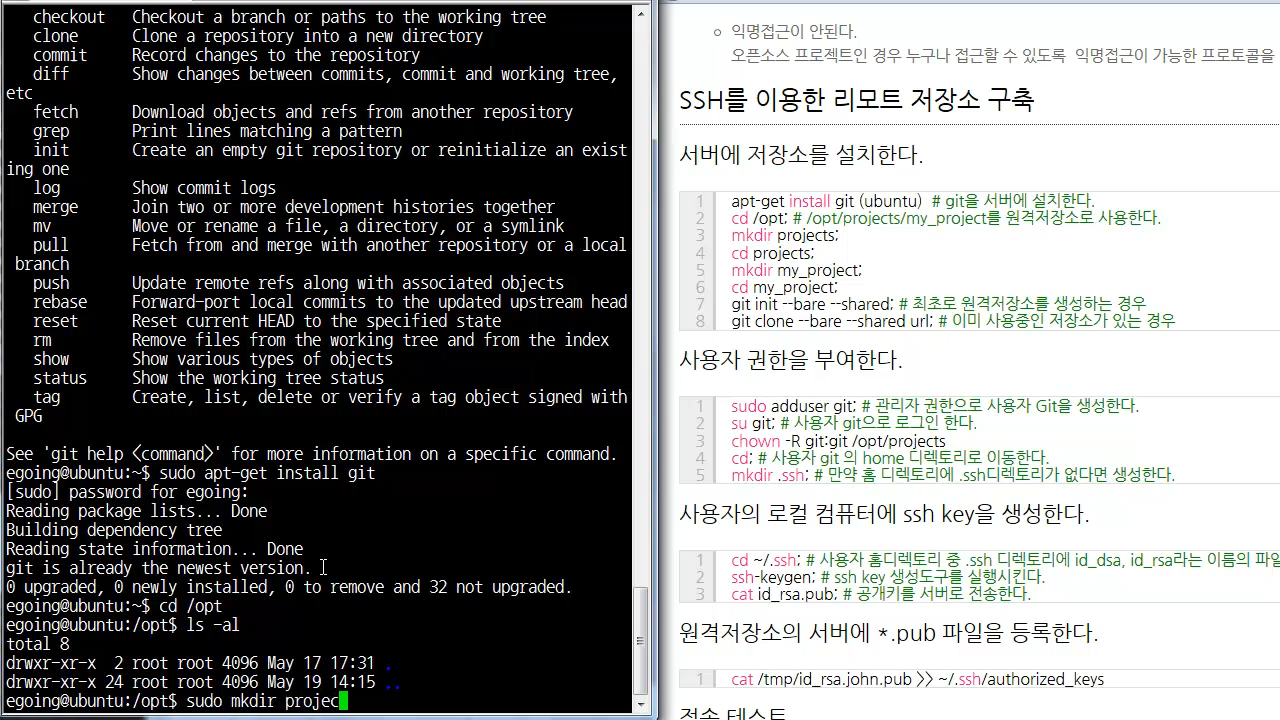 checkout   Checkout a branch or paths to the working tree
clone      Clone a repository into a new directory
commit     Record changes to the repository
diff       Show changes between commits, commit and working tree,
etc
fetch      Download objects and refs from another repository
grep       Print lines matching a pattern
init       Create an empty git repository or reinitialize an exist
ing one
log        Show commit logs
merge      Join two or more development histories together
mv         Move or rename a file, a directory, or a symlink
pull       Fetch from and merge with another repository or a local
branch
push       Update remote refs along with associated objects
rebase     Forward-port local commits to the updated upstream head
reset      Reset current HEAD to the specified state
rm         Remove files from the working tree and from the index
show       Show various types of objects
status     Show the working tree status
tag        Create, list, delete or verify a tag object signed with
GPG
See 'git help <command>' for more information on a specific command.
egoing@ubuntu:~$ sudo apt-get install git
[sudo] password for egoing:
Reading package lists... Done
Building dependency tree
Reading state information... Done
git is already the newest version.
0 upgraded, 0 newly installed, 0 to remove and 32 not upgraded.
egoing@ubuntu:~$ cd /opt
egoing@ubuntu:/opt$ ls -al
total 8
drwxr-xr-x  2 root root 4096 May 17 17:31 .
drwxr-xr-x 24 root root 4096 May 19 14:15 ..
egoing@ubuntu:/opt$ sudo mkdir projec
익명접근이 안된다.
오픈소스 프로젝트인 경우 누구나 접근할 수 있도록 익명접근이 가능한 프로토콜을
SSH를 이용한 리모트 저장소 구축
서버에 저장소를 설치한다.
1 apt-get install git (ubuntu) # git을 서버에 설치한다.
2 cd /opt; # /opt/projects/my_project를 원격저장소로 사용한다.
3 mkdir projects;
4 cd projects;
5 mkdir my_project;
6 cd my_project;
7 git init --bare --shared; # 최초로 원격저장소를 생성하는 경우
8 git clone --bare --shared url; # 이미 사용중인 저장소가 있는 경우
사용자 권한을 부여한다.
1 sudo adduser git; # 관리자 권한으로 사용자 Git을 생성한다.
2 su git; # 사용자 git으로 로그인 한다.
3 chown -R git:git /opt/projects
4 cd; # 사용자 git 의 home 디렉토리로 이동한다.
5 mkdir .ssh; # 만약 홈 디렉토리에 .ssh디렉토리가 없다면 생성한다.
사용자의 로컬 컴퓨터에 ssh key을 생성한다.
1 cd ~/.ssh; # 사용자 홈디렉토리 중 .ssh 디렉토리에 id_dsa, id_rsa라는 이름의 파일
2 ssh-keygen; # ssh key 생성도구를 실행시킨다.
3 cat id_rsa.pub; # 공개키를 서버로 전송한다.
원격저장소의 서버에 *.pub 파일을 등록한다.
1 cat /tmp/id_rsa.john.pub >> ~/.ssh/authorized_keys
전송 테스트